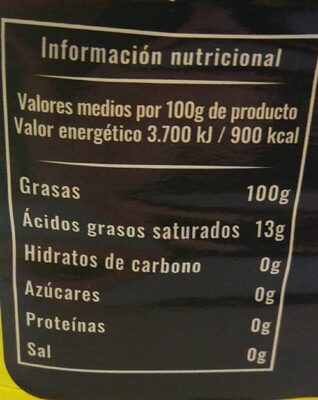 Información nutricional
Valores medios por 100g de producto
Valor energético 3.700 kJ / 900 kcal
Grasas 100g
Ácidos grasos saturados 13g
Hidratos de carbono 0g
Azúcares 0g
Proteínas 0g
Sal 0g